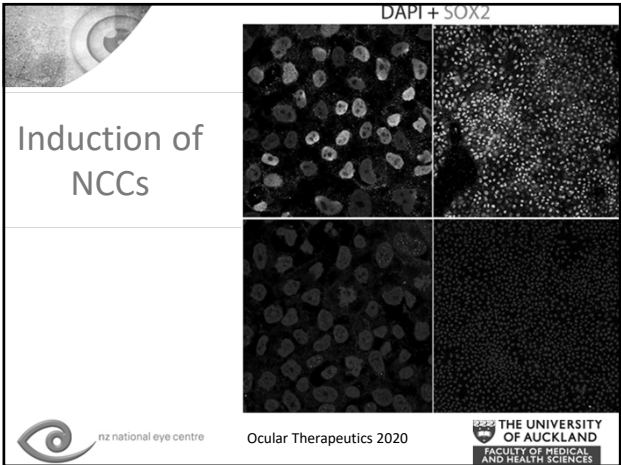 DAPI + SOX2
Induction of
NCCs
nz national eye centre
Ocular Therapeutics 2020
THE UNIVERSITY
OF AUCKLAND
FACULTY OF MEDICAL
AND HEALTH SCIENCES